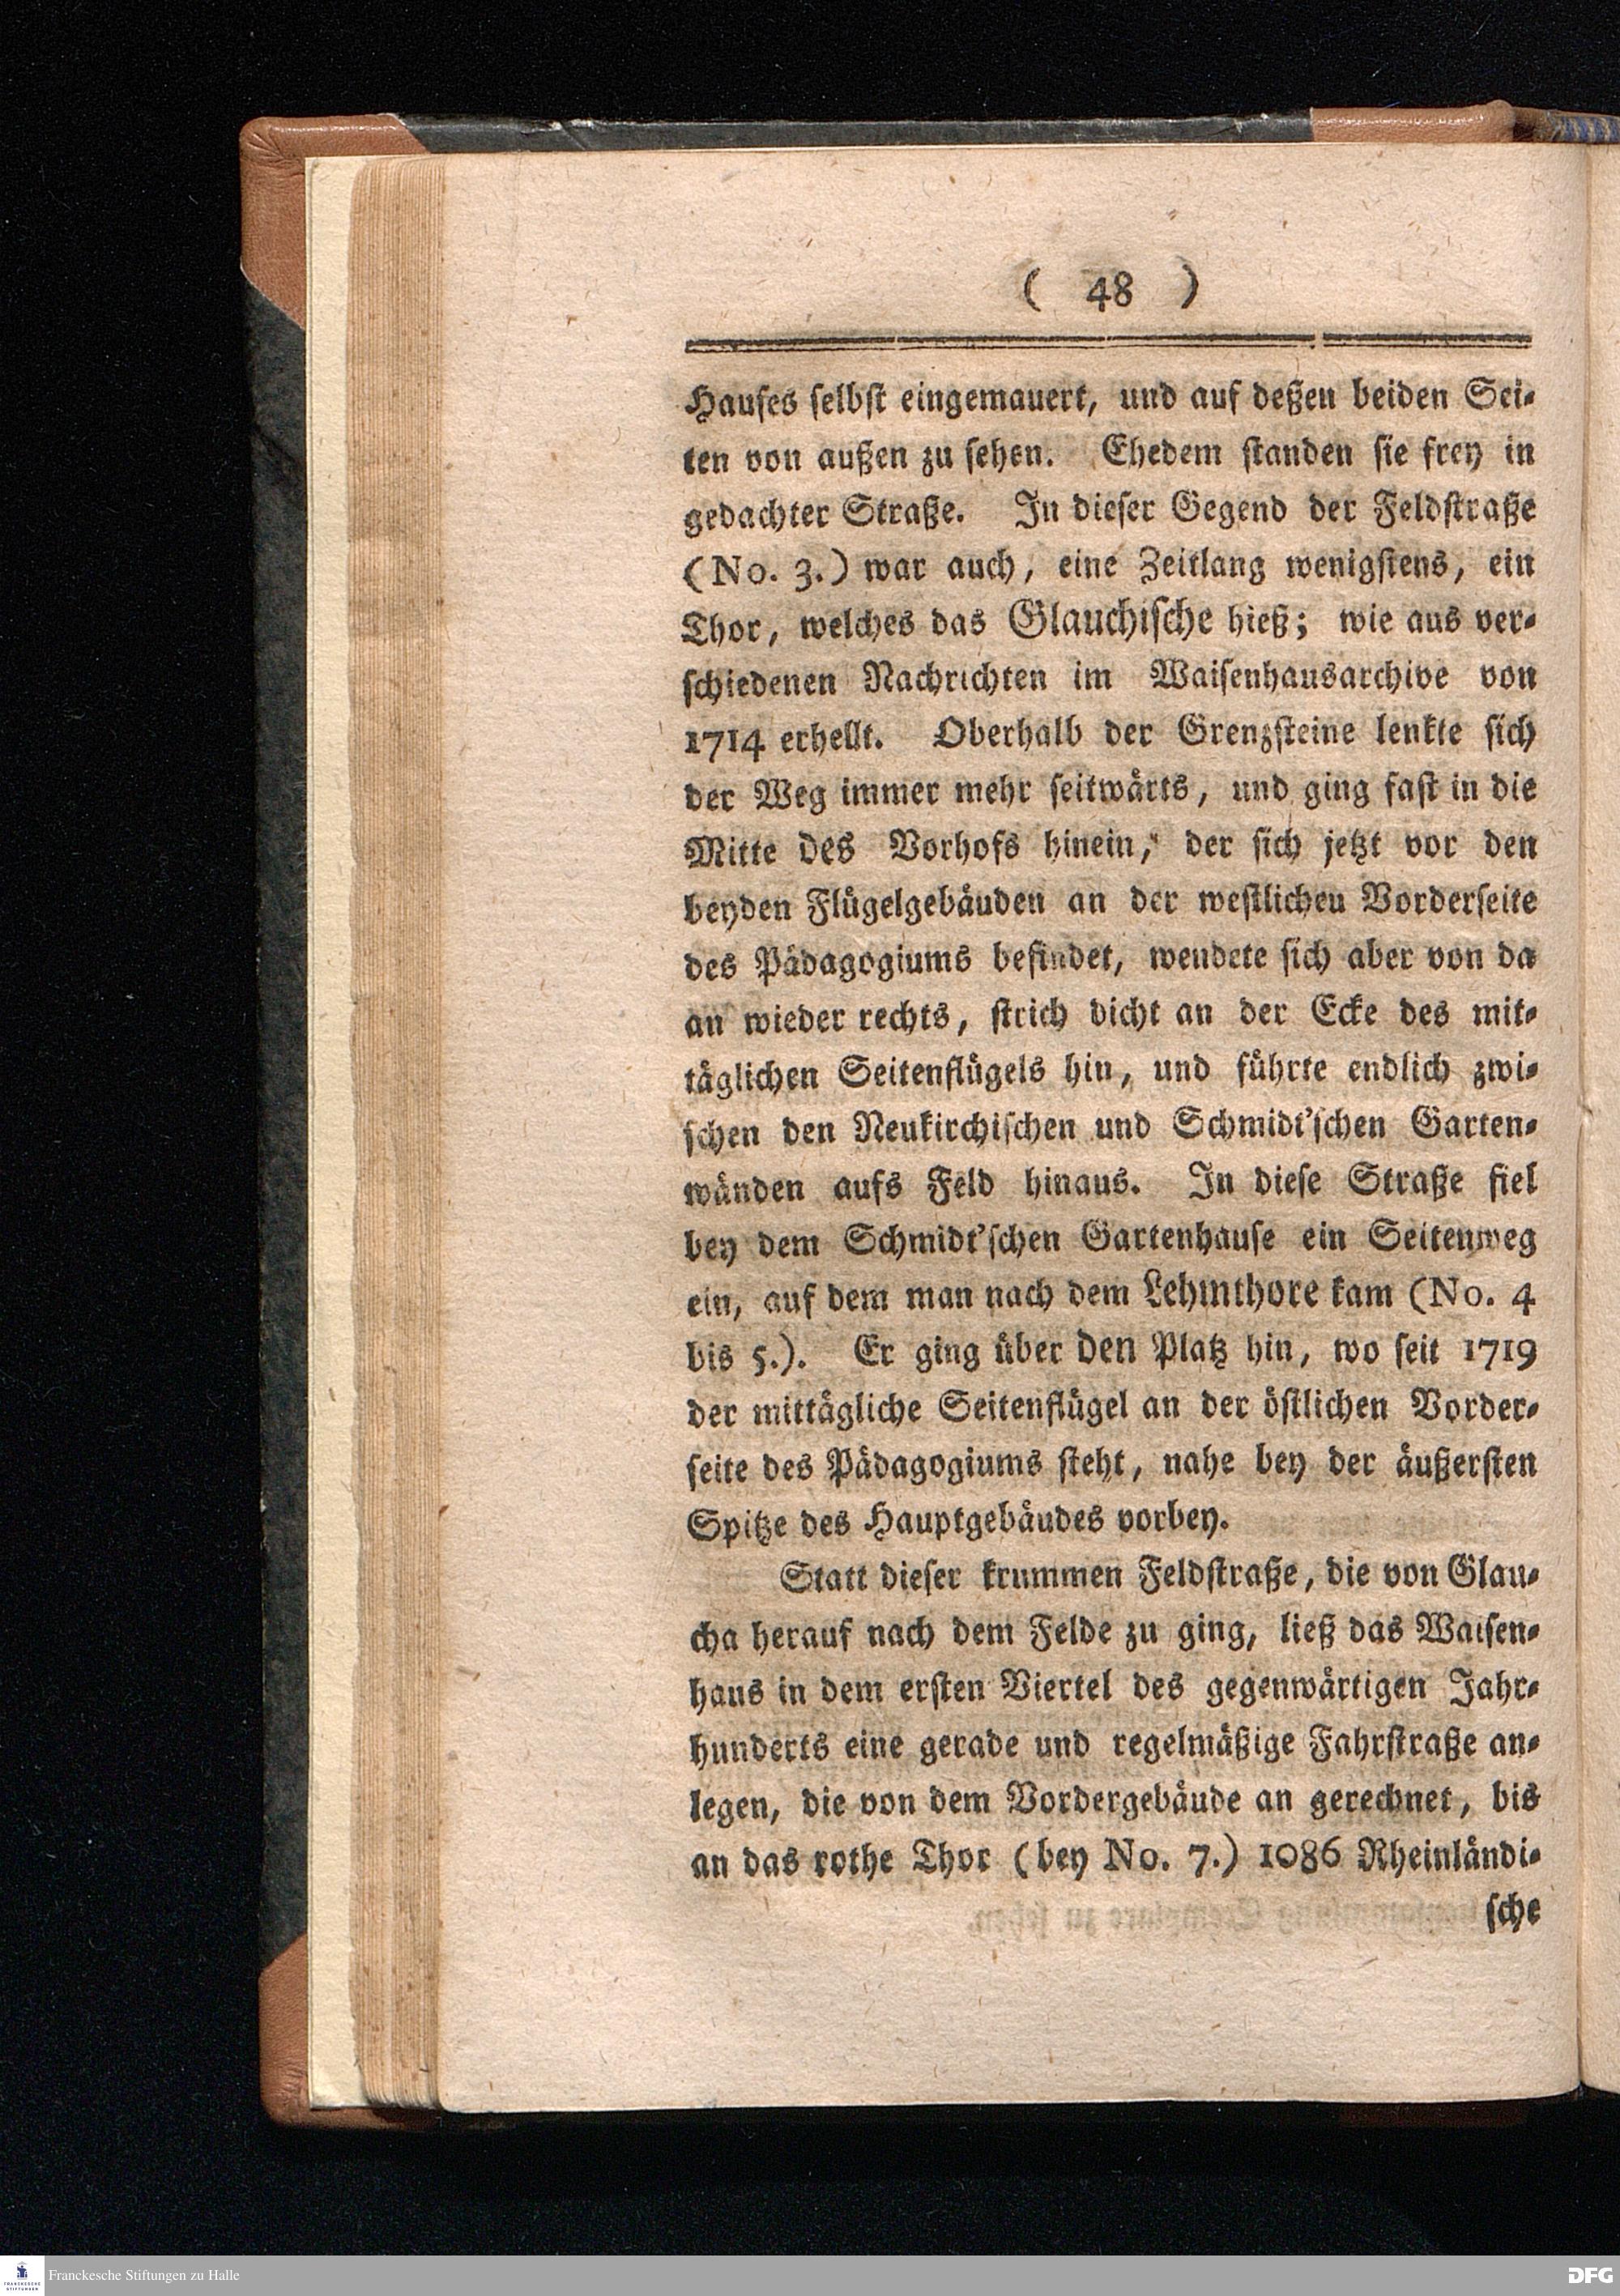 ( 48 )
Hauses selbst eingemauert, und auf deßen beiden Sei-
ten von außen zu sehen. Ehedem standen sie frey in
gedachter Straße. In dieser Gegend der Feldstraße
(No. 3.) war auch, eine Zeitlang wenigstens, ein
Thor, welches das Glauchische hieß; wie aus ver-
schiedenen Nachrichten im Waisenhausarchive von
1714 erhellt. Oberhalb der Grenzsteine lenkte sich
der Weg immer mehr seitwärts, und ging fast in die
Mitte des Vorhofs hinein, der sich jetzt vor den
beyden Flügelgebäuden an der westlichen Vorderseite
des Pädagogiums befindet, wendete sich aber von da
an wieder rechts, strich dicht an der Ecke des mit-
täglichen Seitenflügels hin, und führte endlich zwi-
schen den Neukirchischen und Schmidt'schen Garten-
wänden aufs Feld hinaus. In diese Straße fiel
bey dem Schmidt'schen Gartenhause ein Seitenweg
ein, auf dem man nach dem Lehmthore kam (No. 4
bis 5.). Er ging über den Platz hin, wo seit 1719
der mittägliche Seitenflügel an der östlichen Vorder-
seite des Pädagogiums steht, nahe bey der äußersten
Spitze des Hauptgebäudes vorbey.
Statt dieser krummen Feldstraße, die von Glau-
cha herauf nach dem Felde zu ging, ließ das Waisen-
haus in dem ersten Viertel des gegenwärtigen Jahr-
hunderts eine gerade und regelmäßige Fahrstraße an-
legen, die von dem Vordergebäude an gerechnet, bis
an das rothe Thor (bey No. 7.) 1086 Rheinländi-
sche
FRANCKESCHE STIFTUNGEN
Franckesche Stiftungen zu Halle
DFG